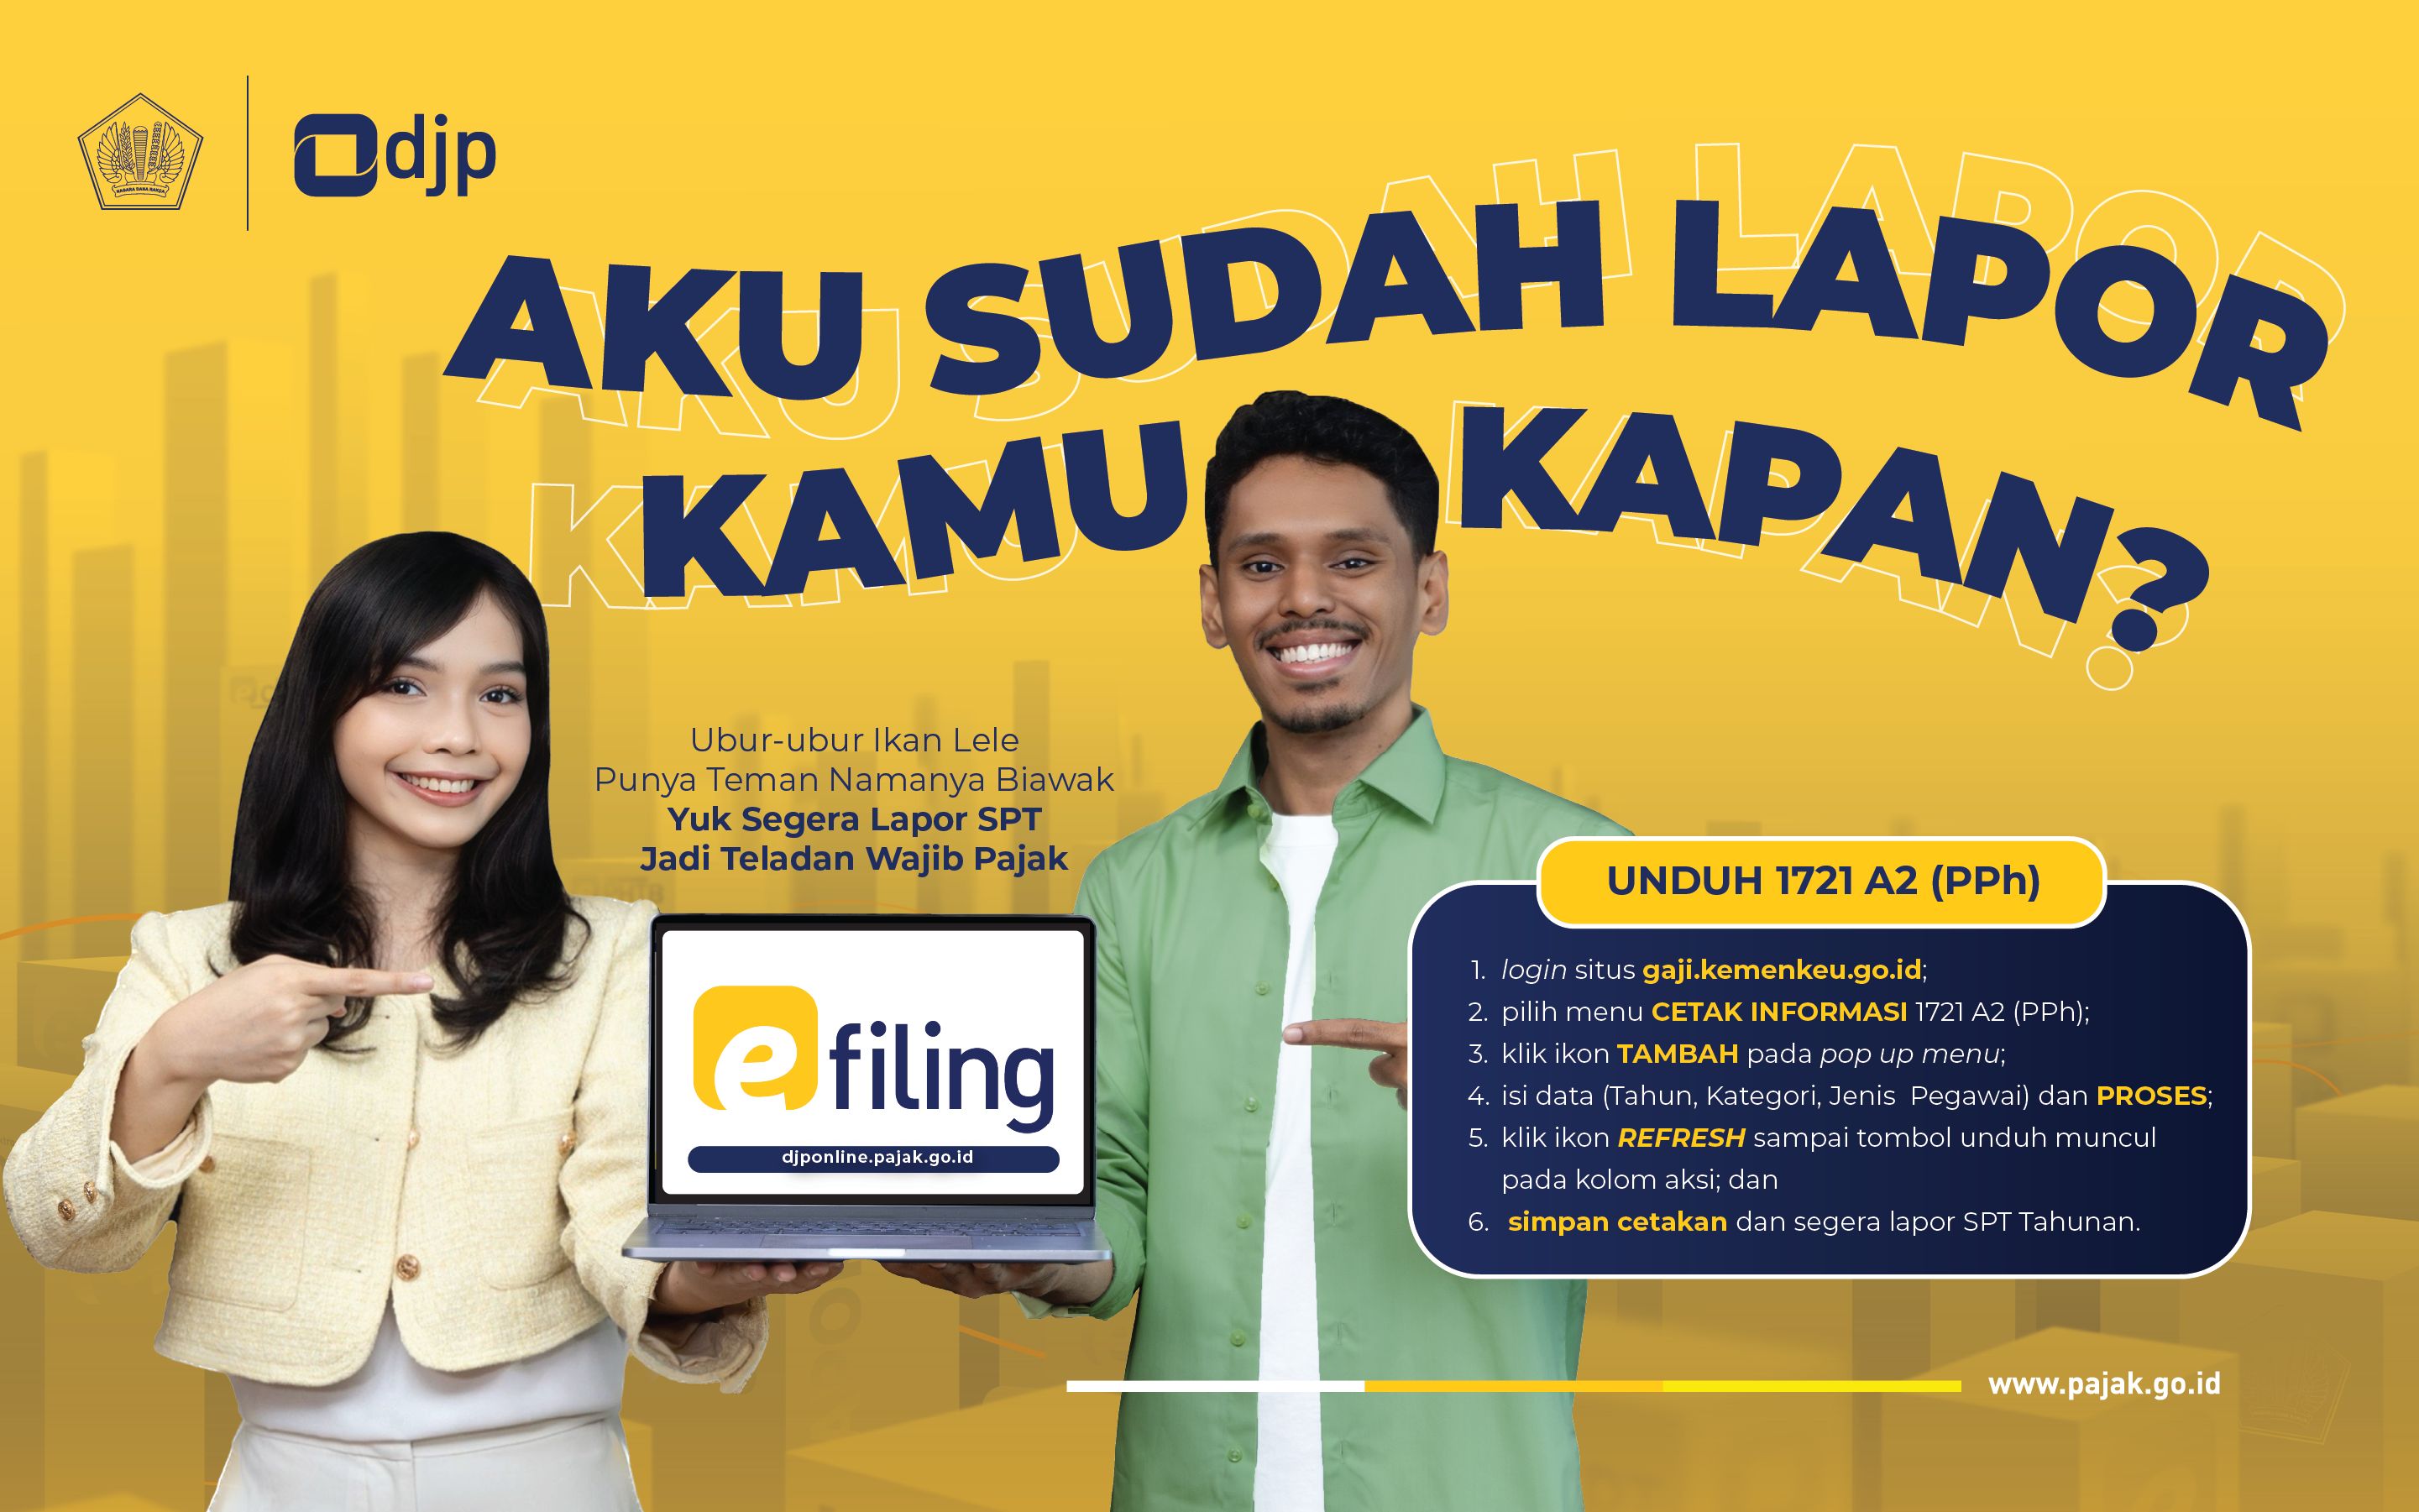 NAGARA DANA RAKCA
djp
AKU SUDAH LAPOR
KAMU KAPAN?
Ubur-ubur Ikan Lele
Punya Teman Namanya Biawak
Yuk Segera Lapor SPT
Jadi Teladan Wajib Pajak
efiling
djponline.pajak.go.id
UNDUH 1721 A2 (PPh)
1. login situs gaji.kemenkeu.go.id;
2. pilih menu CETAK INFORMASI 1721 A2 (PPh);
3. klik ikon TAMBAH pada pop up menu;
4. isi data (Tahun, Kategori, Jenis Pegawai) dan PROSES;
5. klik ikon REFRESH sampai tombol unduh muncul
pada kolom aksi; dan
6. simpan cetakan dan segera lapor SPT Tahunan.
www.pajak.go.id